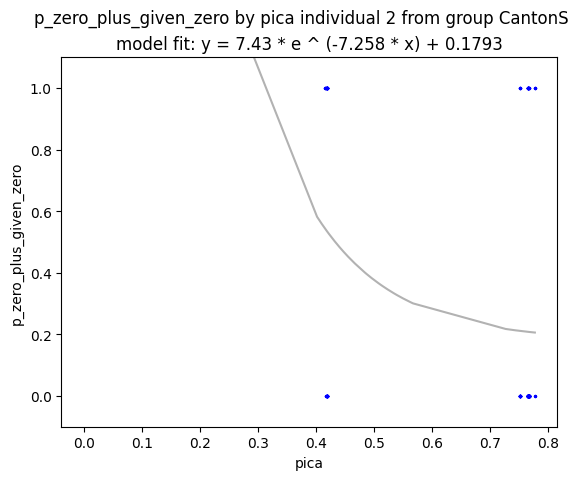 p_zero_plus_given_zero by pica individual 2 from group CantonS
model fit: y = 7.43 * e ^ (-7.258 * x) + 0.1793
p_zero_plus_given_zero
1.0
0.8
0.6
0.4
0.2
0.0
0.0 0.1 0.2 0.3 0.4 0.5 0.6 0.7 0.8
pica